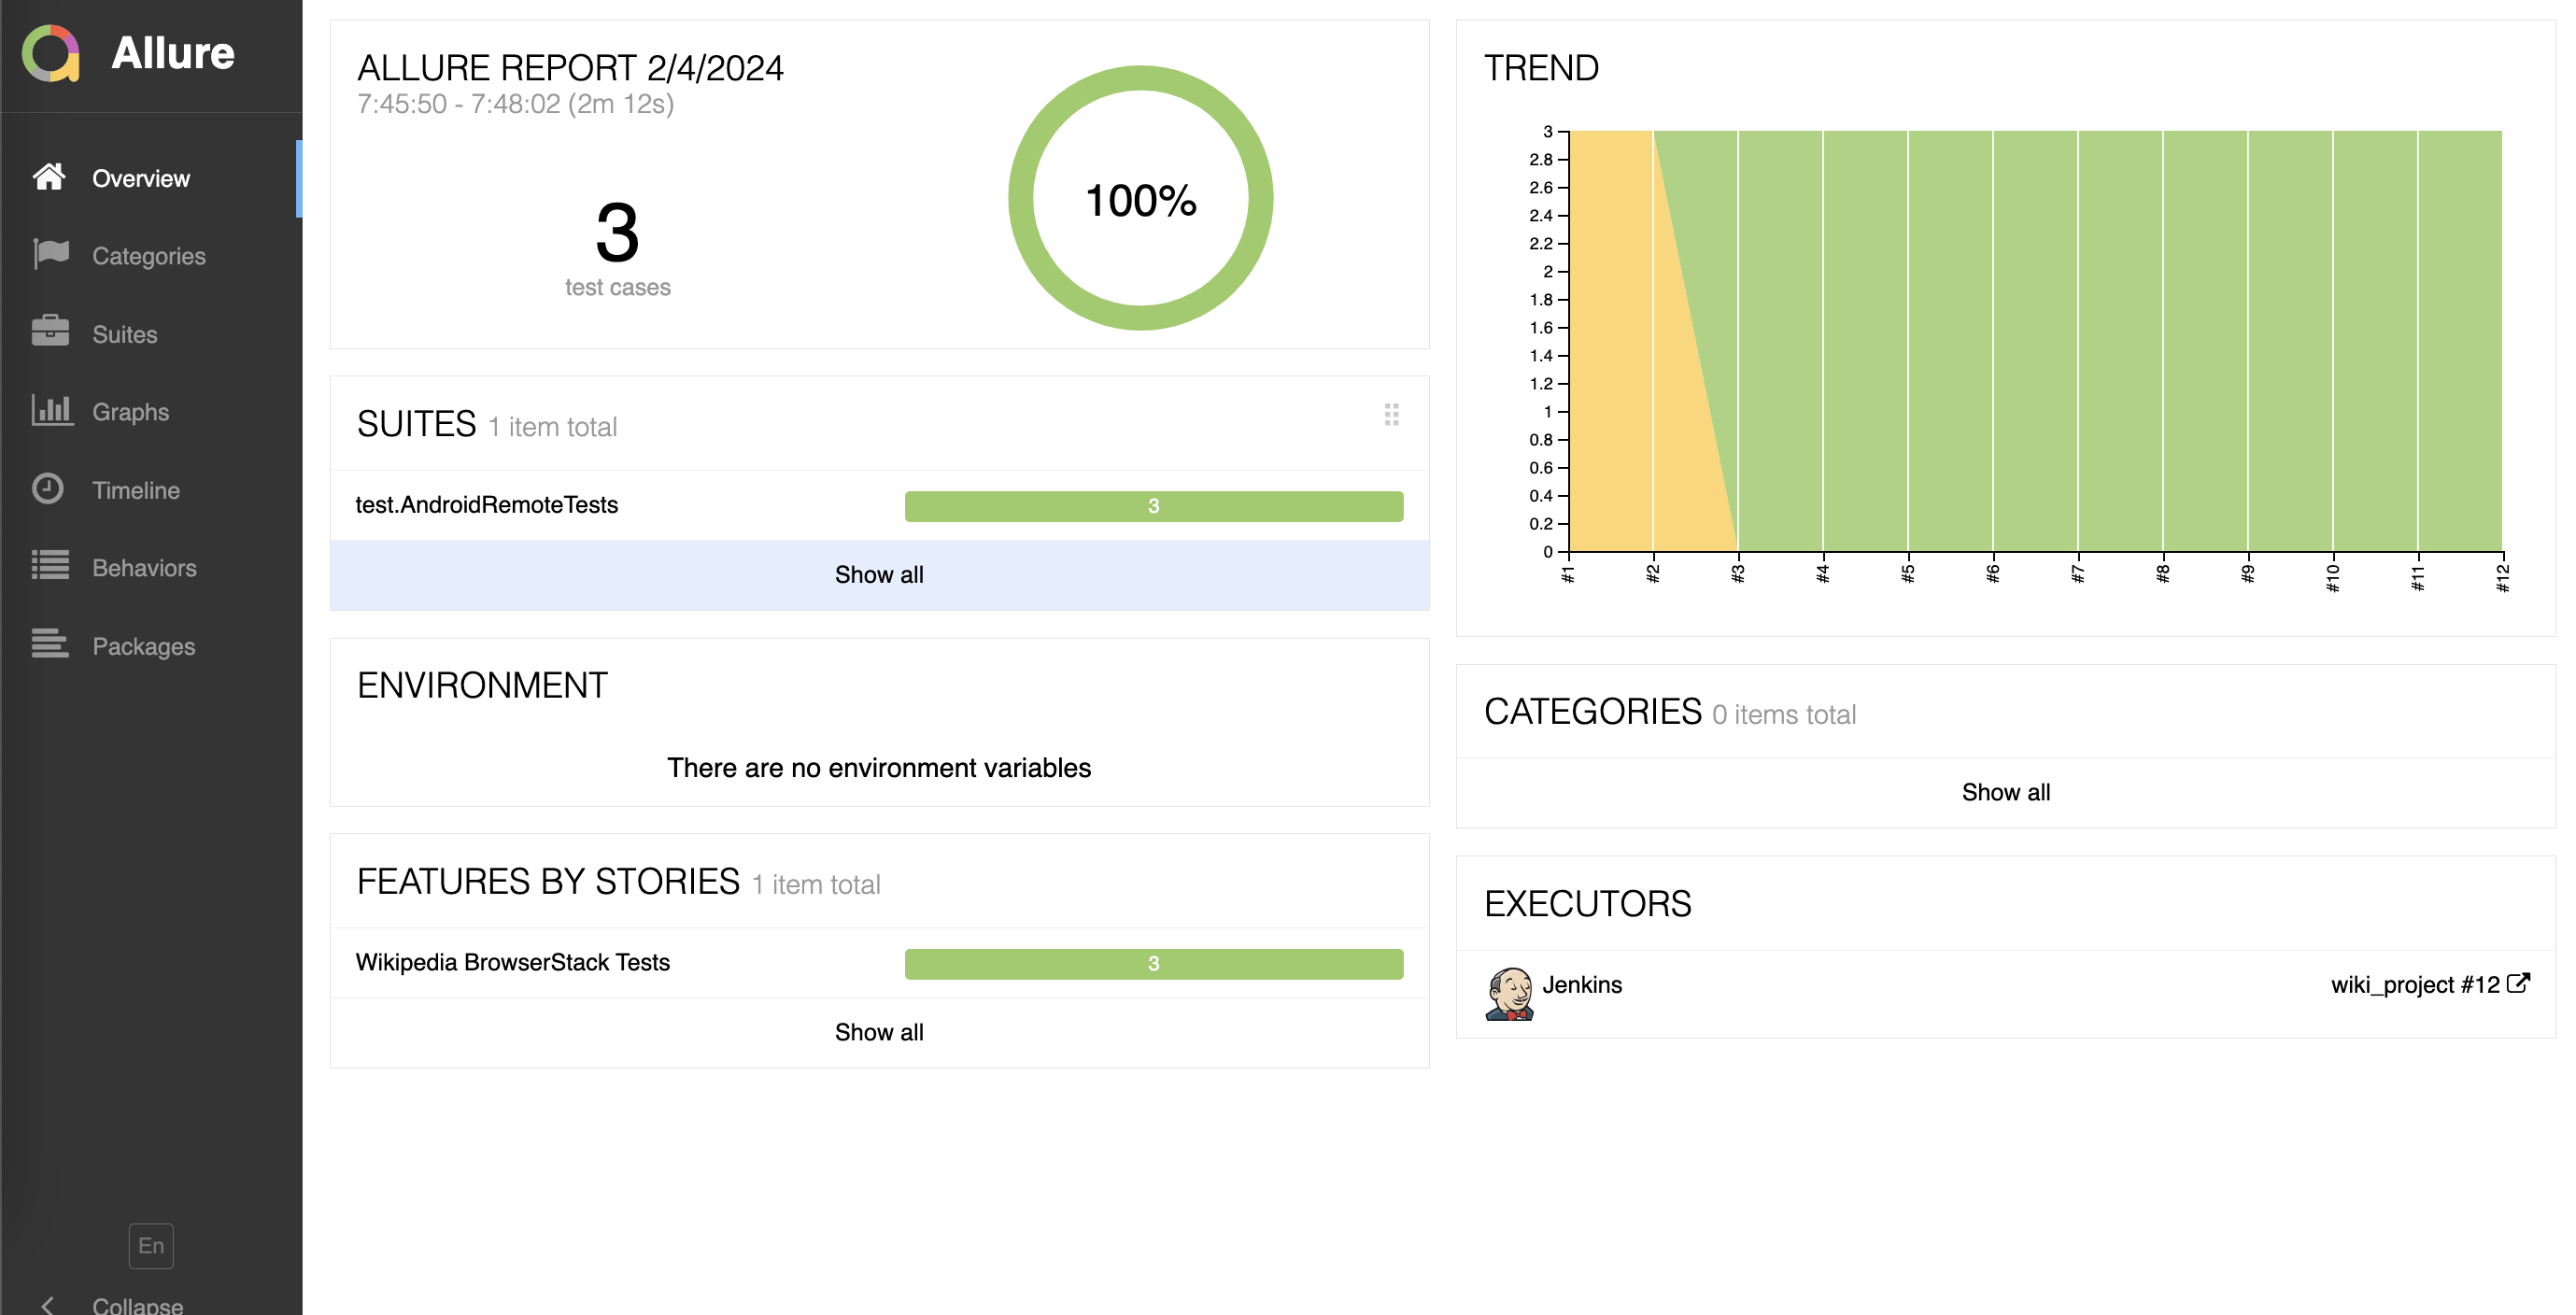 Allure
Overview
Categories
Suites
Graphs
Timeline
Behaviors
Packages
En
Collapse
ALLURE REPORT 2/4/2024
7:45:50 - 7:48:02 (2m 12s)
3
test cases
100%
SUITES 1 item total
test.AndroidRemoteTests 3
Show all
ENVIRONMENT
There are no environment variables
FEATURES BY STORIES 1 item total
Wikipedia BrowserStack Tests 3
Show all
TREND
3
2.8
2.6
2.4
2.2
2
1.8
1.6
1.4
1.2
1
0.8
0.6
0.4
0.2
0
#1 #2 #3 #4 #5 #6 #7 #8 #9 #10 #11 #12
CATEGORIES 0 items total
Show all
EXECUTORS
Jenkins wiki_project #12